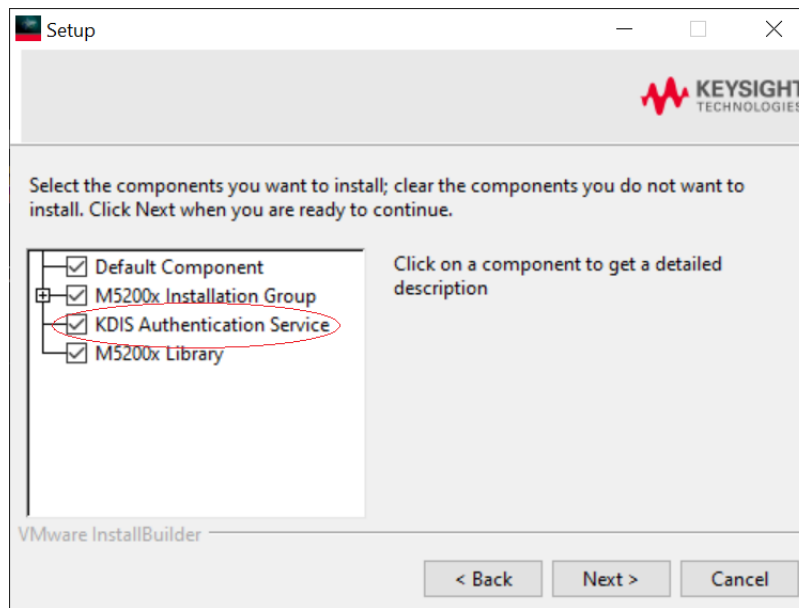 Setup
KEYSIGHT
TECHNOLOGIES
Select the components you want to install; clear the components you do not want to
install. Click Next when you are ready to continue.
Default Component
M5200x Installation Group
KDIS Authentication Service
M5200x Library
Click on a component to get a detailed
description
VMware InstallBuilder
< Back
Next >
Cancel